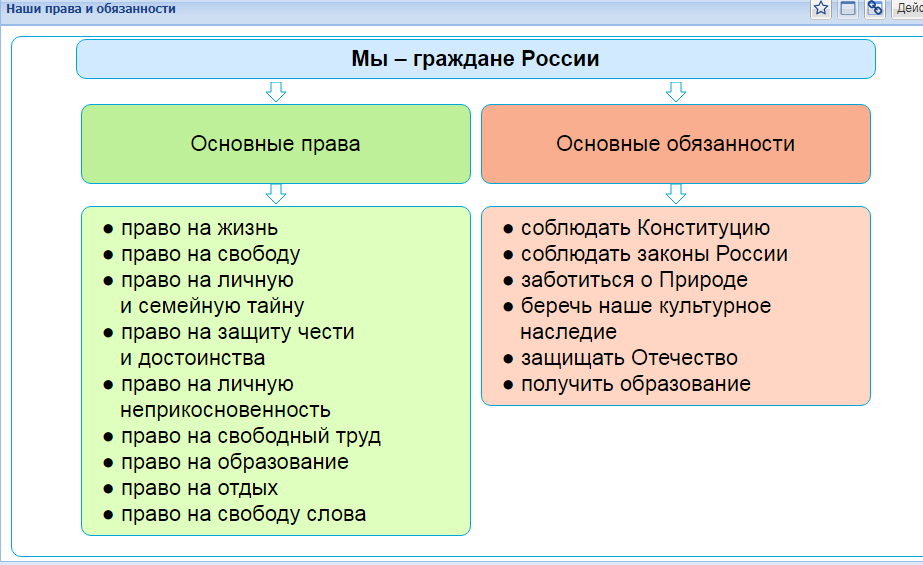 Наши права и обязанности
Дейс
Мы – граждане России
Основные права
Основные обязанности
● право на жизнь
● право на свободу
● право на личную
и семейную тайну
● право на защиту чести
и достоинства
● право на личную
неприкосновенность
● право на свободный труд
● право на образование
● право на отдых
● право на свободу слова
● соблюдать Конституцию
● соблюдать законы России
● заботиться о Природе
● беречь наше культурное
наследие
● защищать Отечество
● получить образование